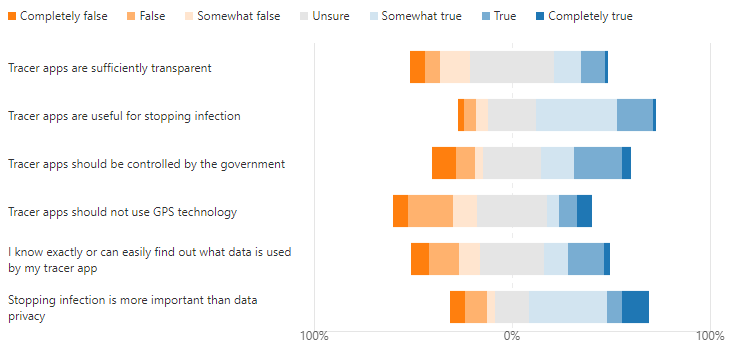 Completely false False Somewhat false Unsure Somewhat true True Completely true
Tracer apps are sufficiently transparent
Tracer apps are useful for stopping infection
Tracer apps should be controlled by the government
Tracer apps should not use GPS technology
I know exactly or can easily find out what data is used
by my tracer app
Stopping infection is more important than data
privacy
100% 0% 100%